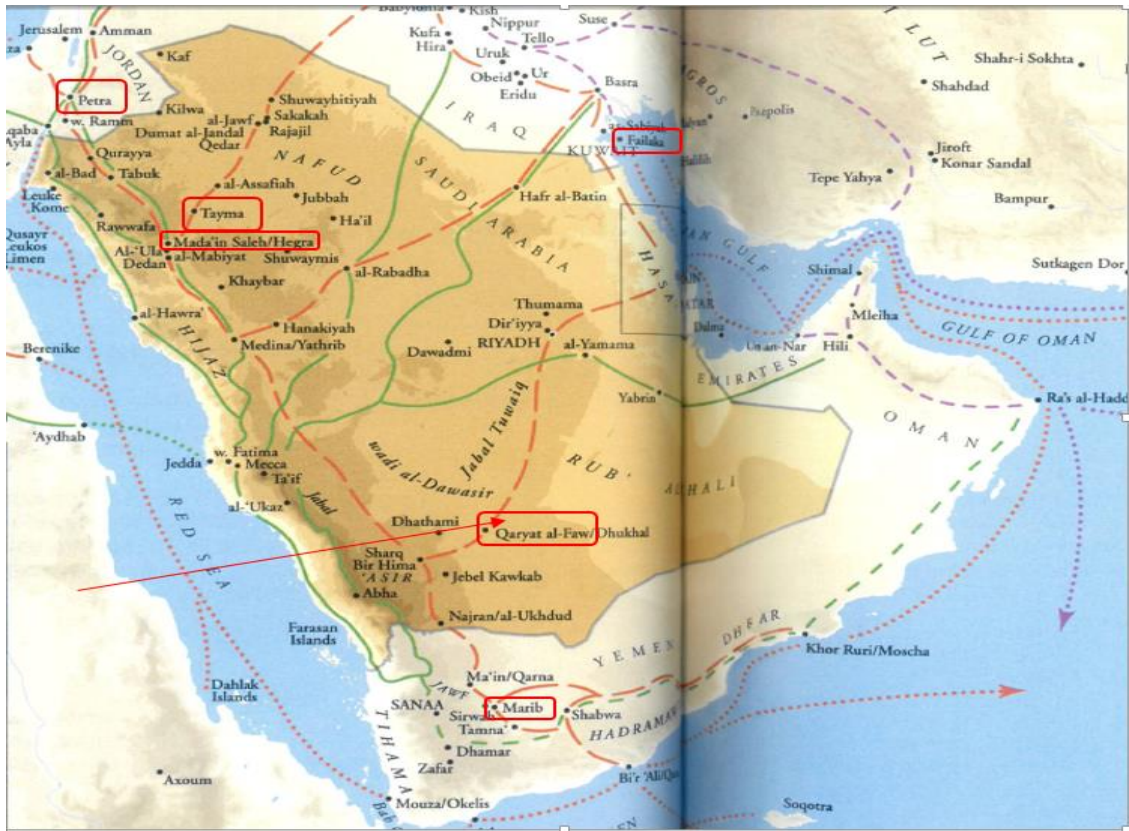 Kish
Nippur
Suse
Jerusalem
Amman
Kufa
Tello
LUT
Hira
Uruk
Kaf
Shahr-i Sokhta
JORDAN
Obeid
Ur
Eridu
Basra
Shahdad
Petra
Shuwayhitiyah
Kilwa
al-Jawf
Sakakah
IRAQ
w. Ramm
Dumat al-Jandal
Rajajil
Qedar
KUWAIT
Failaka
Jiroft
Konar Sandal
Qurayya
NAFUD
al-Bad
Tabuk
al-Assafiah
SAUDI ARABIA
Tepe Yahya
Leuke
Kome
Jubbah
Hafr al-Batin
Bampur
Tayma
Ha'il
Rawwafa
Qusayr
Leukos
Limen
Mada'in Saleh/Hegra
Al-'Ula
Dedan
al-Mabiyat
Shuwaymis
GULF
HASA
Sutkagen Dor
al-Rabadha
Shimal
Khaybar
al-Hawra'
Thumama
Mleiha
Hanakiyah
Dir'iyya
RIYADH
GULF OF OMAN
HIJAZ
Medina/Yathrib
Dawadmi
al-Yamama
Hili
Berenike
EMIRATES
Yabrin
Ra's al-Hadd
'Aydhab
Jabal Tuwaiq
OMAN
w. Fatima
Jedda
Mecca
Ta'if
wadi al-Dawasir
RUB'
al-'Ukaz
Jabal
RED SEA
Dhathami
Qaryat al-Faw/Dhukhal
Sharq
Bir Hima
'ASIR
Jebel Kawkab
Abha
Najran/al-Ukhdud
Farasan
Islands
YEMEN
DHFAR
Khor Ruri/Moscha
Dahlak
Islands
Ma'in/Qarna
JAWF
SANAA
Marib
Sirwah
Tamna'
Shabwa
HADRAMAW
TIHAMA
Dhamar
Zafar
Axoum
Mouza/Okelis
Soqotra